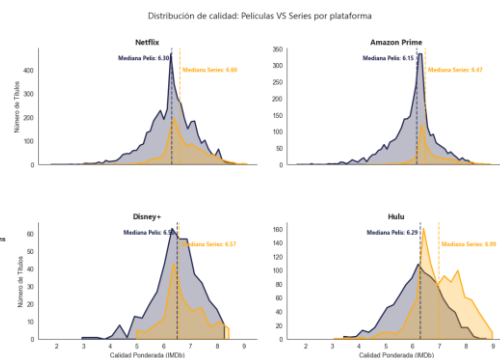 Distribución de calidad: Películas VS Series por plataforma
Netflix
Amazon Prime
Mediana Pelis: 6.30
Mediana Series: 6.60
Mediana Pelis: 6.15
Mediana Series: 6.47
Número de Títulos
400
300
200
100
0
350
300
250
200
150
100
50
0
Disney+
Hulu
Mediana Pelis:
Mediana Series: 6.57
Mediana Pelis: 6.29
Mediana Series:
Número de Títulos
60
50
40
30
20
10
0
160
140
120
100
80
60
40
20
0
2 3 4 5 6 7 8 9
2 3 4 5 6 7 8 9
Calidad Ponderada (IMDb)
Calidad Ponderada (IMDb)